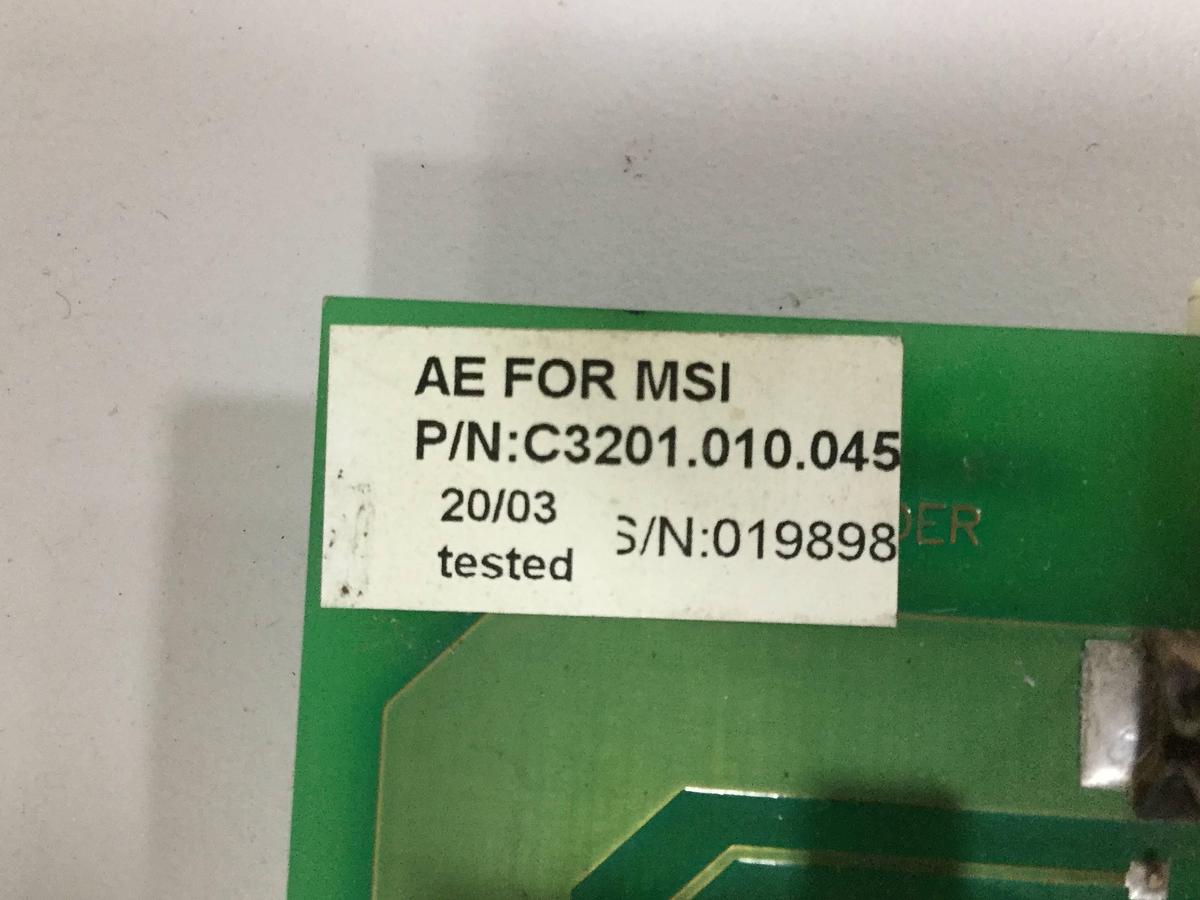 AE FOR MSI
P/N:C3201.010.045
20/03
S/N:019898
tested